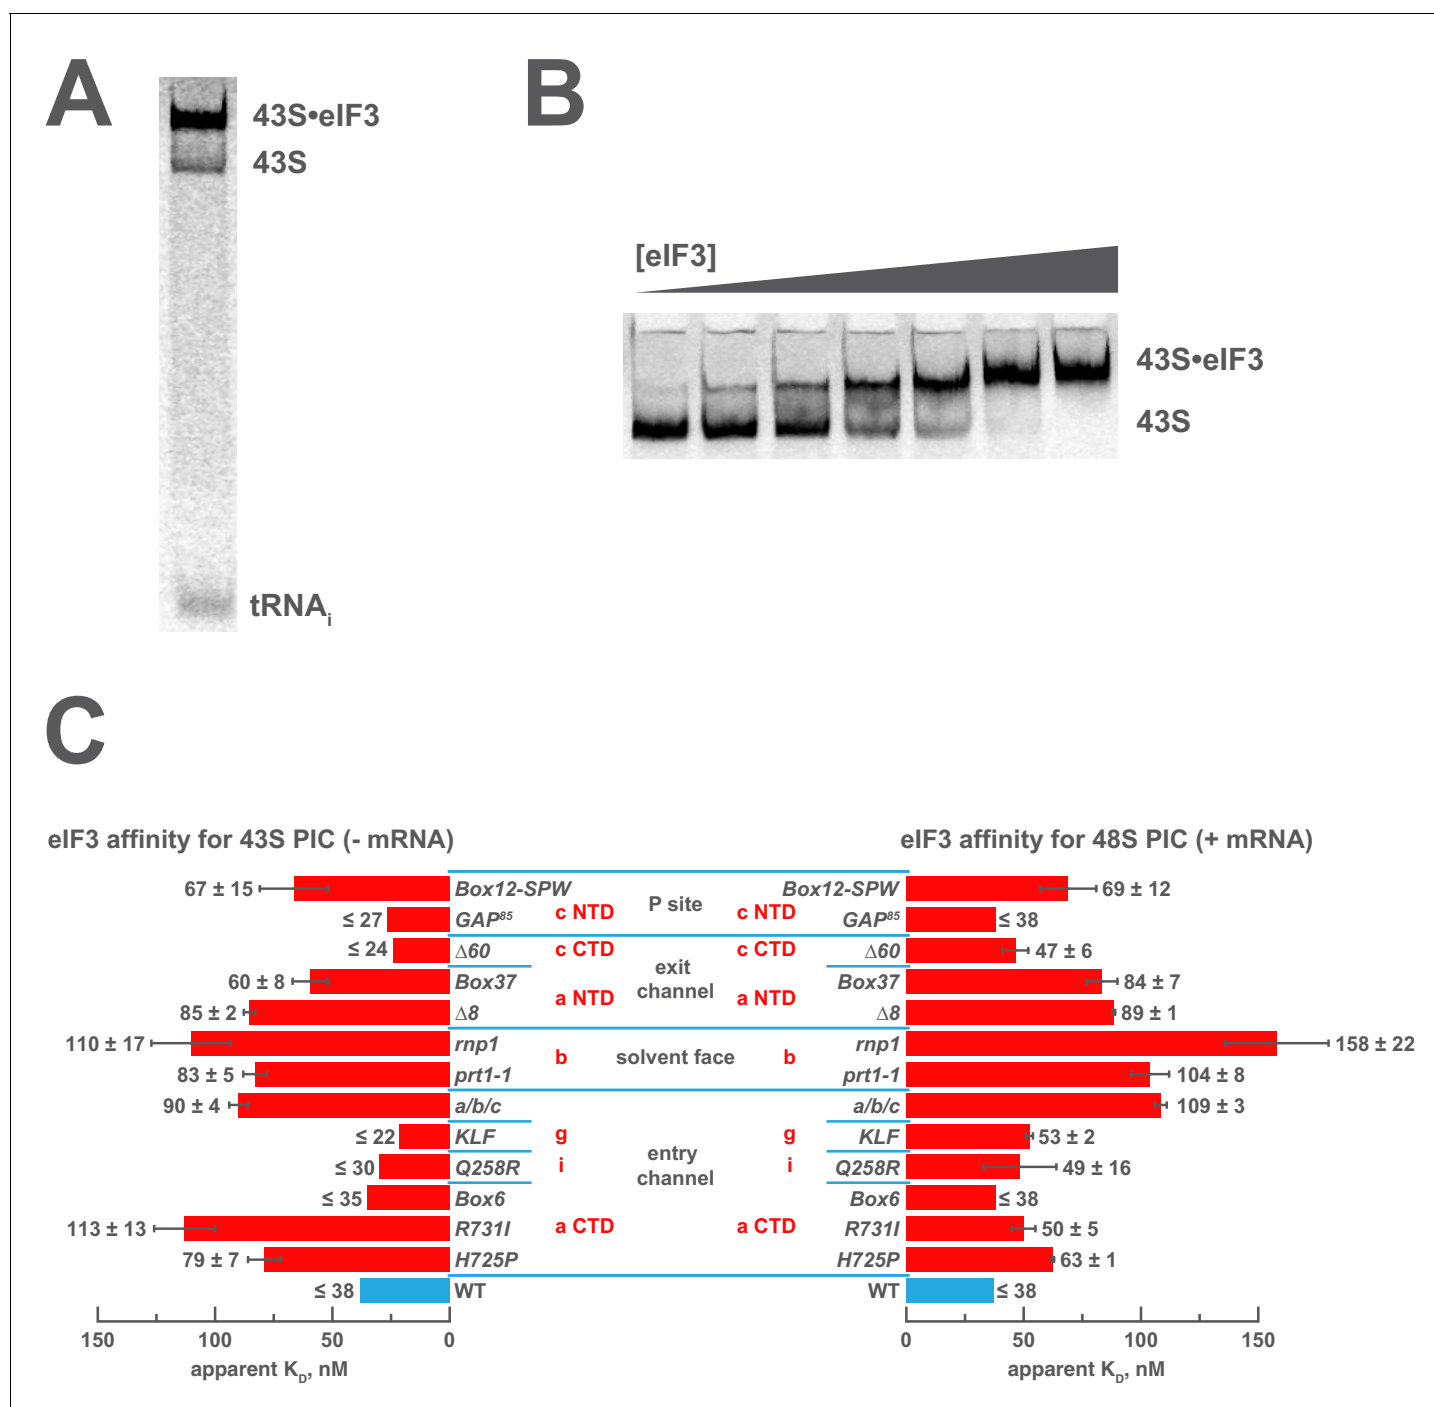 A
43S•eIF3
43S
tRNAi
B
[eIF3]
43S•eIF3
43S
C
eIF3 affinity for 43S PIC (- mRNA)
eIF3 affinity for 48S PIC (+ mRNA)
67 ± 15 Box12-SPW P site Box12-SPW 69 ± 12
≤ 27 GAP85 c NTD c NTD GAP85 ≤ 38
≤ 24 Δ60 c CTD c CTD Δ60 47 ± 6
60 ± 8 Box37 exit channel Box37 84 ± 7
85 ± 2 Δ8 a NTD a NTD Δ8 89 ± 1
110 ± 17 rnp1 rnp1 158 ± 22
b solvent face b
83 ± 5 prt1-1 prt1-1 104 ± 8
90 ± 4 a/b/c a/b/c 109 ± 3
≤ 22 KLF g g KLF 53 ± 2
≤ 30 Q258R i entry channel i Q258R 49 ± 16
≤ 35 Box6 Box6 ≤ 38
113 ± 13 R731I a CTD a CTD R731I 50 ± 5
79 ± 7 H725P H725P 63 ± 1
≤ 38 WT WT ≤ 38
150 100 50 0
0 50 100 150
apparent KD, nM
apparent KD, nM